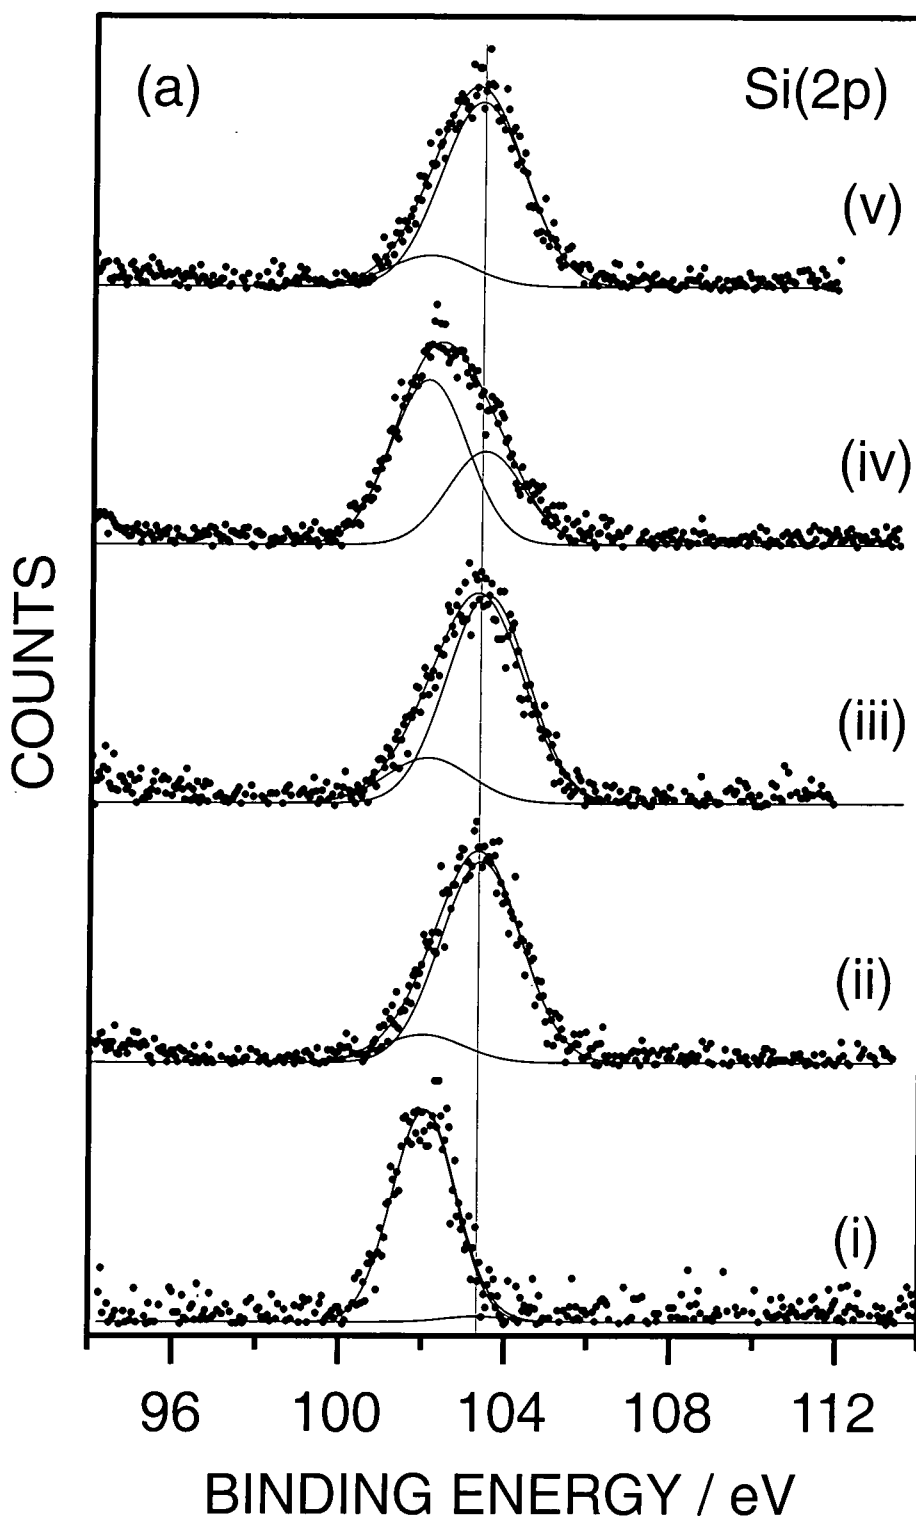 (a)
Si(2p)
(v)
(iv)
(iii)
(ii)
(i)
COUNTS
96 100 104 108 112
BINDING ENERGY / eV